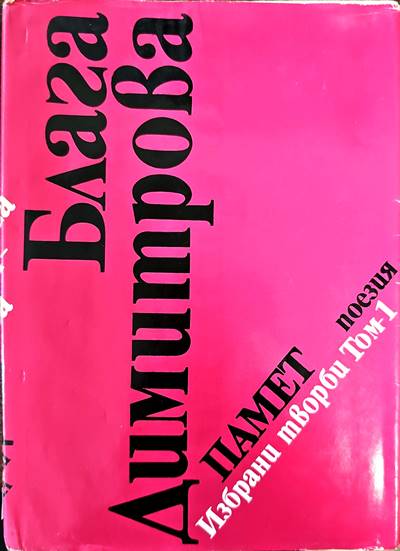 Блага
Димитрова
ПАМЕТ поезия
Избрани творби Том-1